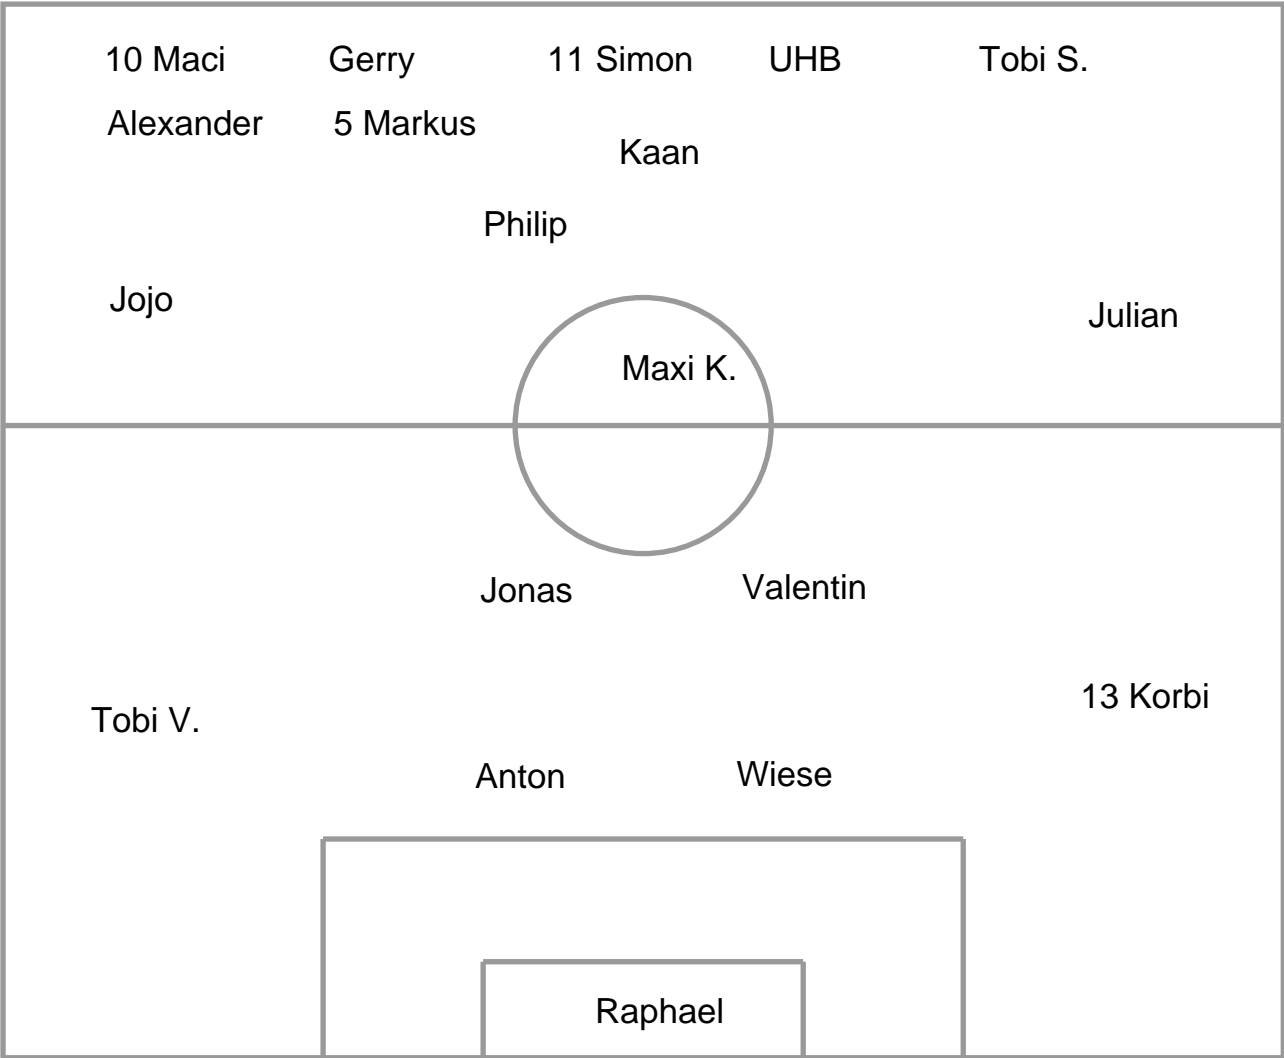 10 Maci
Gerry
11 Simon
UHB
Tobi S.
Alexander
5 Markus
Kaan
Philip
Jojo
Julian
Maxi K.
Jonas
Valentin
Tobi V.
13 Korbi
Anton
Wiese
Raphael